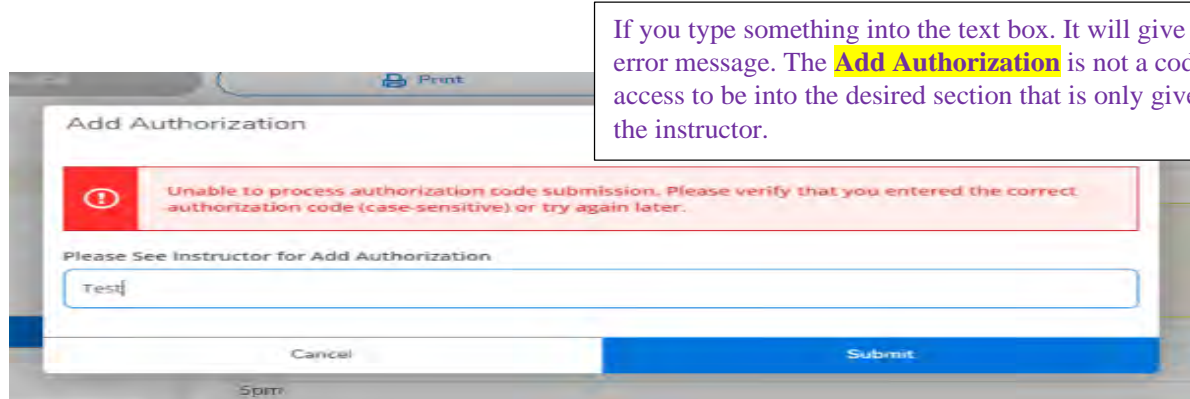 If you type something into the text box. It will give
error message. The Add Authorization is not a cod
access to be into the desired section that is only give
the instructor.
Print
Add Authorization
Unable to process authorization code submission. Please verify that you entered the correct
authorization code (case-sensitive) or try again later.
Please See Instructor for Add Authorization
Test
Cancel
Submit